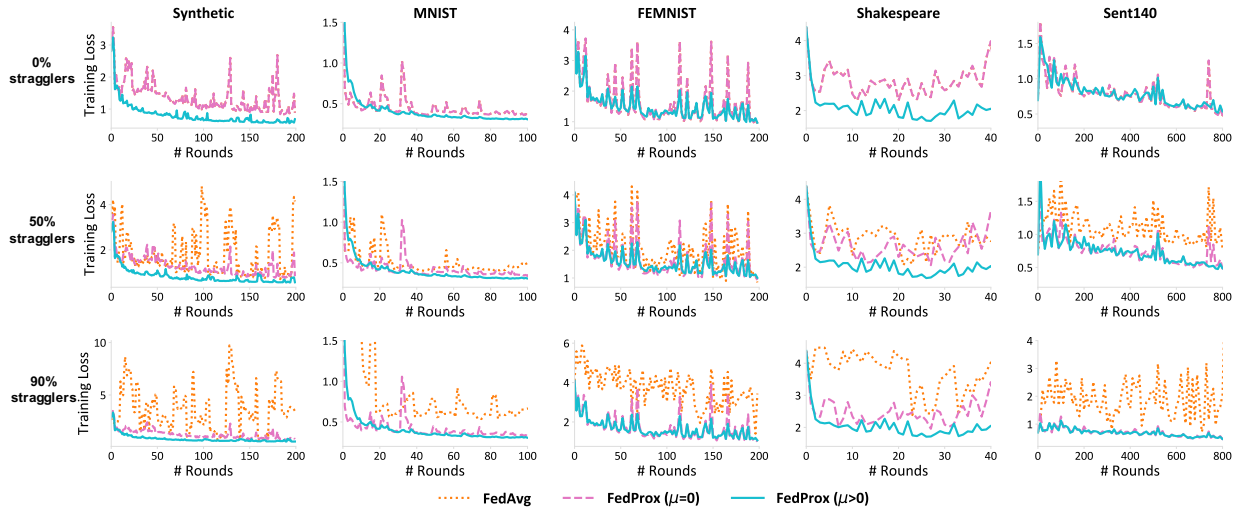 Synthetic MNIST FEMNIST Shakespeare Sent140
0%
stragglers
Training Loss
3
2
1
0 50 100 150 200
# Rounds
1.5
1.0
0.5
0 20 40 60 80 100
# Rounds
4
3
2
1
0 50 100 150 200
# Rounds
4
3
2
0 10 20 30 40
# Rounds
1.5
1.0
0.5
0 200 400 600 800
# Rounds
50%
stragglers
Training Loss
4
2
0 50 100 150 200
# Rounds
1.5
1.0
0.5
0 20 40 60 80 100
# Rounds
4
3
2
1
0 50 100 150 200
# Rounds
4
3
2
0 10 20 30 40
# Rounds
1.5
1.0
0.5
0 200 400 600 800
# Rounds
90%
stragglers
Training Loss
10
5
0 50 100 150 200
# Rounds
1.5
1.0
0.5
0 20 40 60 80 100
# Rounds
6
4
2
0 50 100 150 200
# Rounds
4
3
2
0 10 20 30 40
# Rounds
4
3
2
1
0 200 400 600 800
# Rounds
FedAvg FedProx (μ=0) FedProx (μ>0)